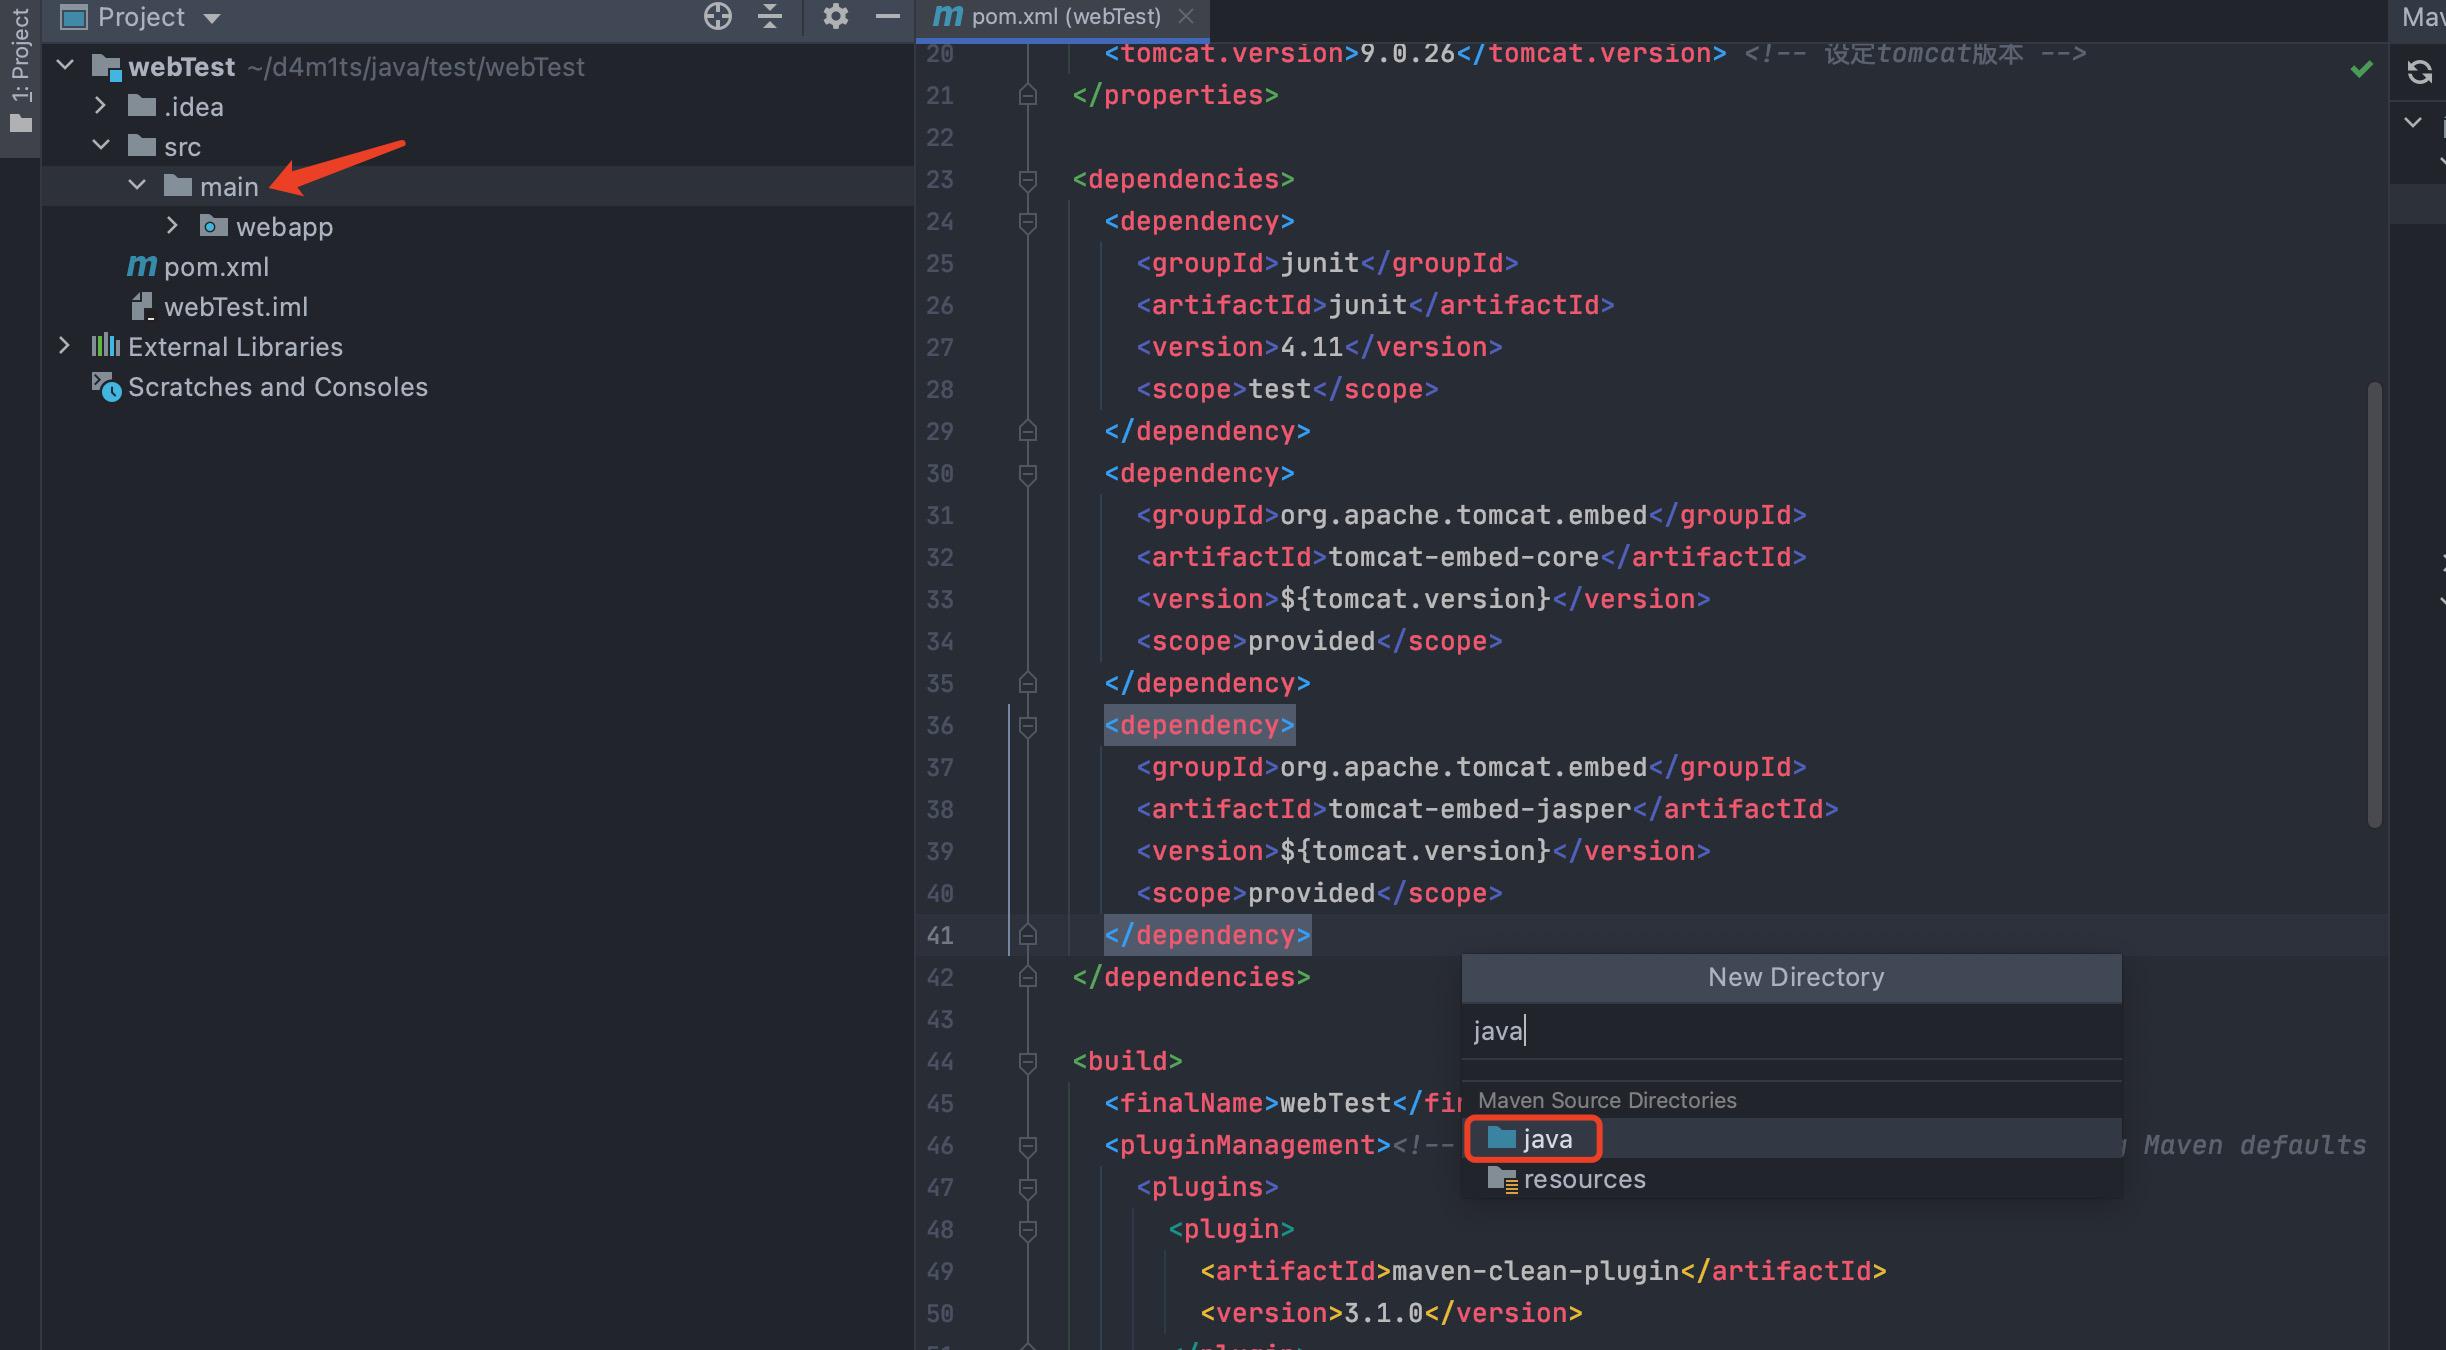 Project
pom.xml (webTest)
1: Project
webTest ~/d4m1ts/java/test/webTest
.idea
src
main
webapp
pom.xml
webTest.iml
External Libraries
Scratches and Consoles
20 <tomcat.version>9.0.26</tomcat.version> <!-- 设定tomcat版本 -->
21 </properties>
22
23 <dependencies>
24 <dependency>
25 <groupId>junit</groupId>
26 <artifactId>junit</artifactId>
27 <version>4.11</version>
28 <scope>test</scope>
29 </dependency>
30 <dependency>
31 <groupId>org.apache.tomcat.embed</groupId>
32 <artifactId>tomcat-embed-core</artifactId>
33 <version>${tomcat.version}</version>
34 <scope>provided</scope>
35 </dependency>
36 <dependency>
37 <groupId>org.apache.tomcat.embed</groupId>
38 <artifactId>tomcat-embed-jasper</artifactId>
39 <version>${tomcat.version}</version>
40 <scope>provided</scope>
41 </dependency>
42 </dependencies>
43
44 <build>
45 <finalName>webTest</fin
46 <pluginManagement><!-- Maven defaults
47 <plugins>
48 <plugin>
49 <artifactId>maven-clean-plugin</artifactId>
50 <version>3.1.0</version>
New Directory
java
Maven Source Directories
java
resources